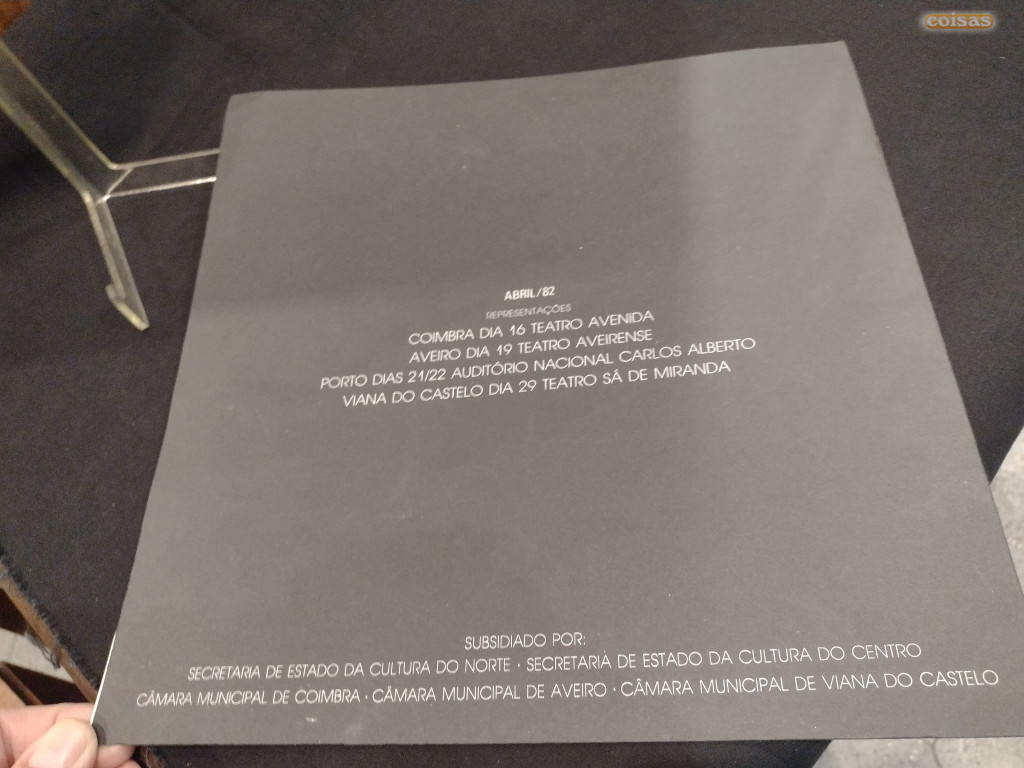 coisas
ABRIL/82
REPRESENTAÇÕES
COIMBRA DIA 16 TEATRO AVENIDA
AVEIRO DIA 19 TEATRO AVEIRENSE
PORTO DIAS 21/22 AUDITÓRIO NACIONAL CARLOS ALBERTO
VIANA DO CASTELO DIA 29 TEATRO SÁ DE MIRANDA
SUBSIDIADO POR:
SECRETARIA DE ESTADO DA CULTURA DO NORTE · SECRETARIA DE ESTADO DA CULTURA DO CENTRO
CÂMARA MUNICIPAL DE COIMBRA · CÂMARA MUNICIPAL DE AVEIRO · CÂMARA MUNICIPAL DE VIANA DO CASTELO